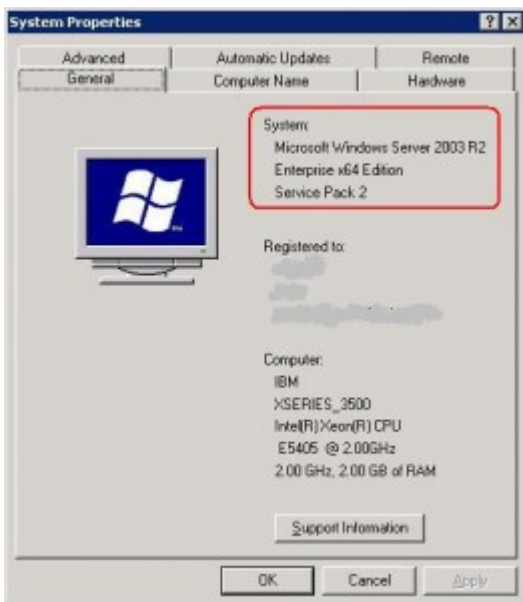 System Properties
Advanced
Automatic Updates
Remote
General
Computer Name
Hardware
System:
Microsoft Windows Server 2003 R2
Enterprise x64 Edition
Service Pack 2
Registered to:
Computer:
IBM
XSERIES_3500
Intel(R) Xeon(R) CPU
E5405 @ 2.00GHz
2.00 GHz, 2.00 GB of RAM
Support Information
OK
Cancel
Apply